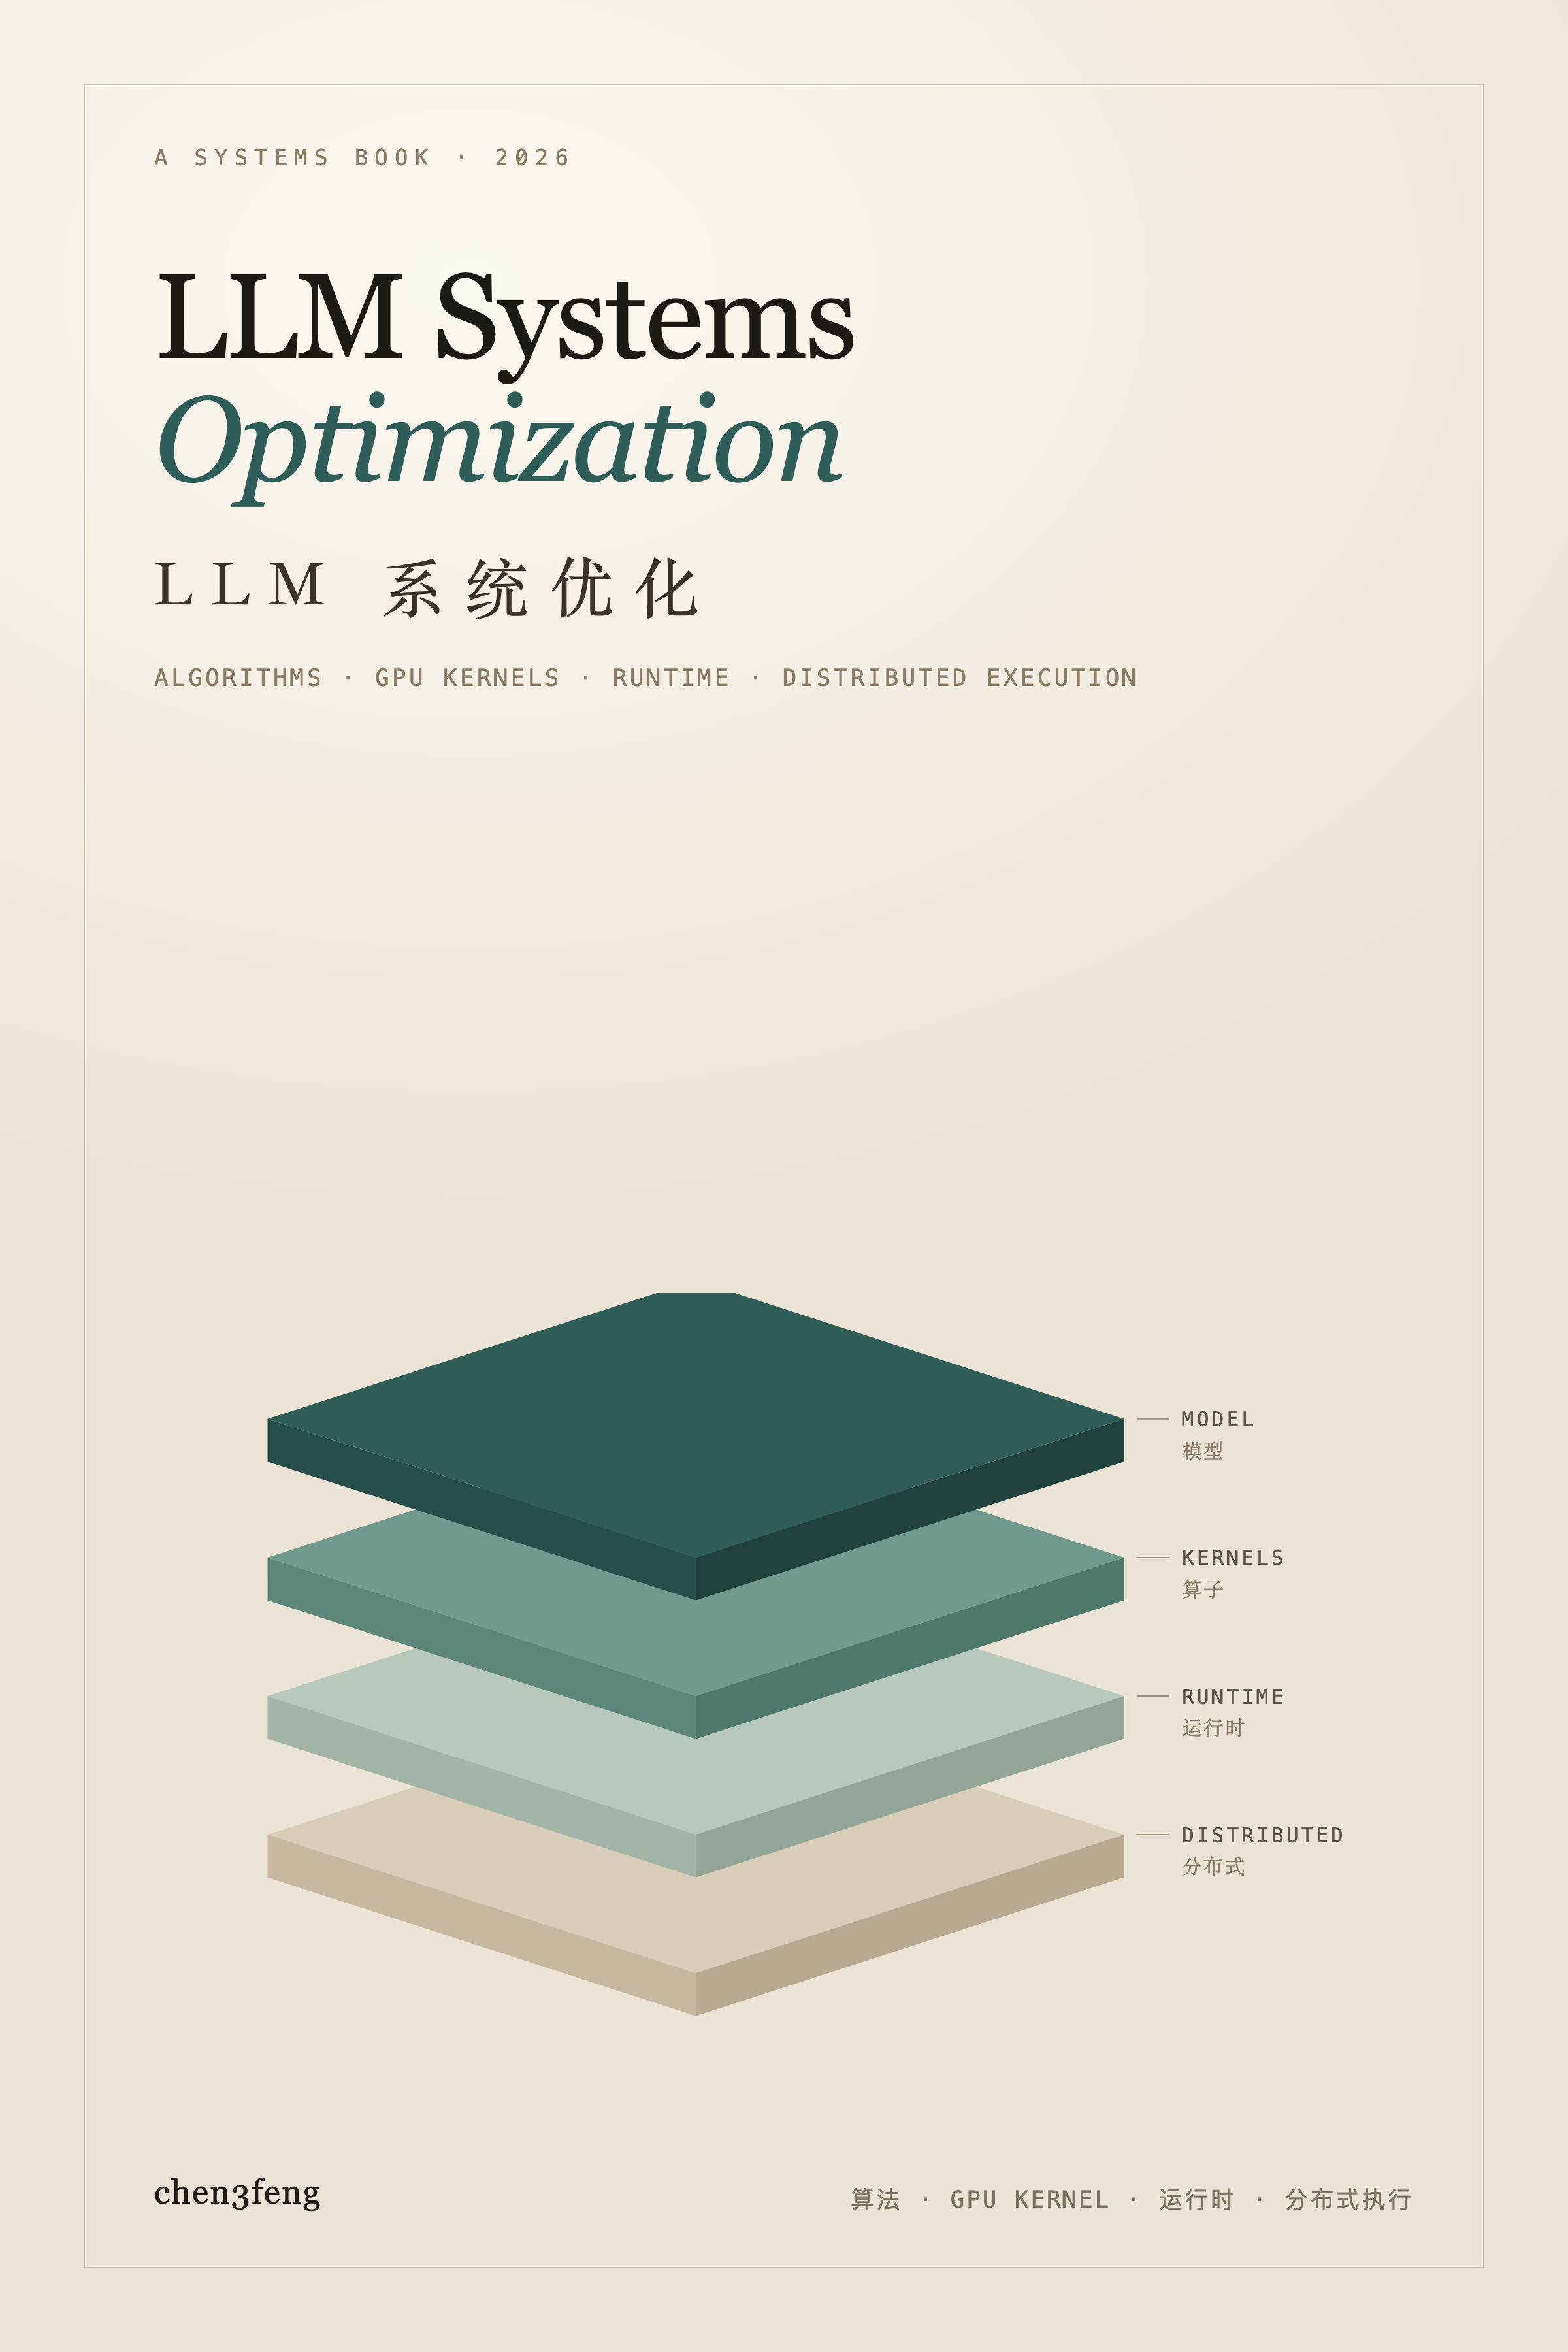 A SYSTEMS BOOK · 2026
LLM Systems
Optimization
LLM 系统优化
ALGORITHMS · GPU KERNELS · RUNTIME · DISTRIBUTED EXECUTION
MODEL
模型
KERNELS
算子
RUNTIME
运行时
DISTRIBUTED
分布式
chen3feng
算法 · GPU KERNEL · 运行时 · 分布式执行